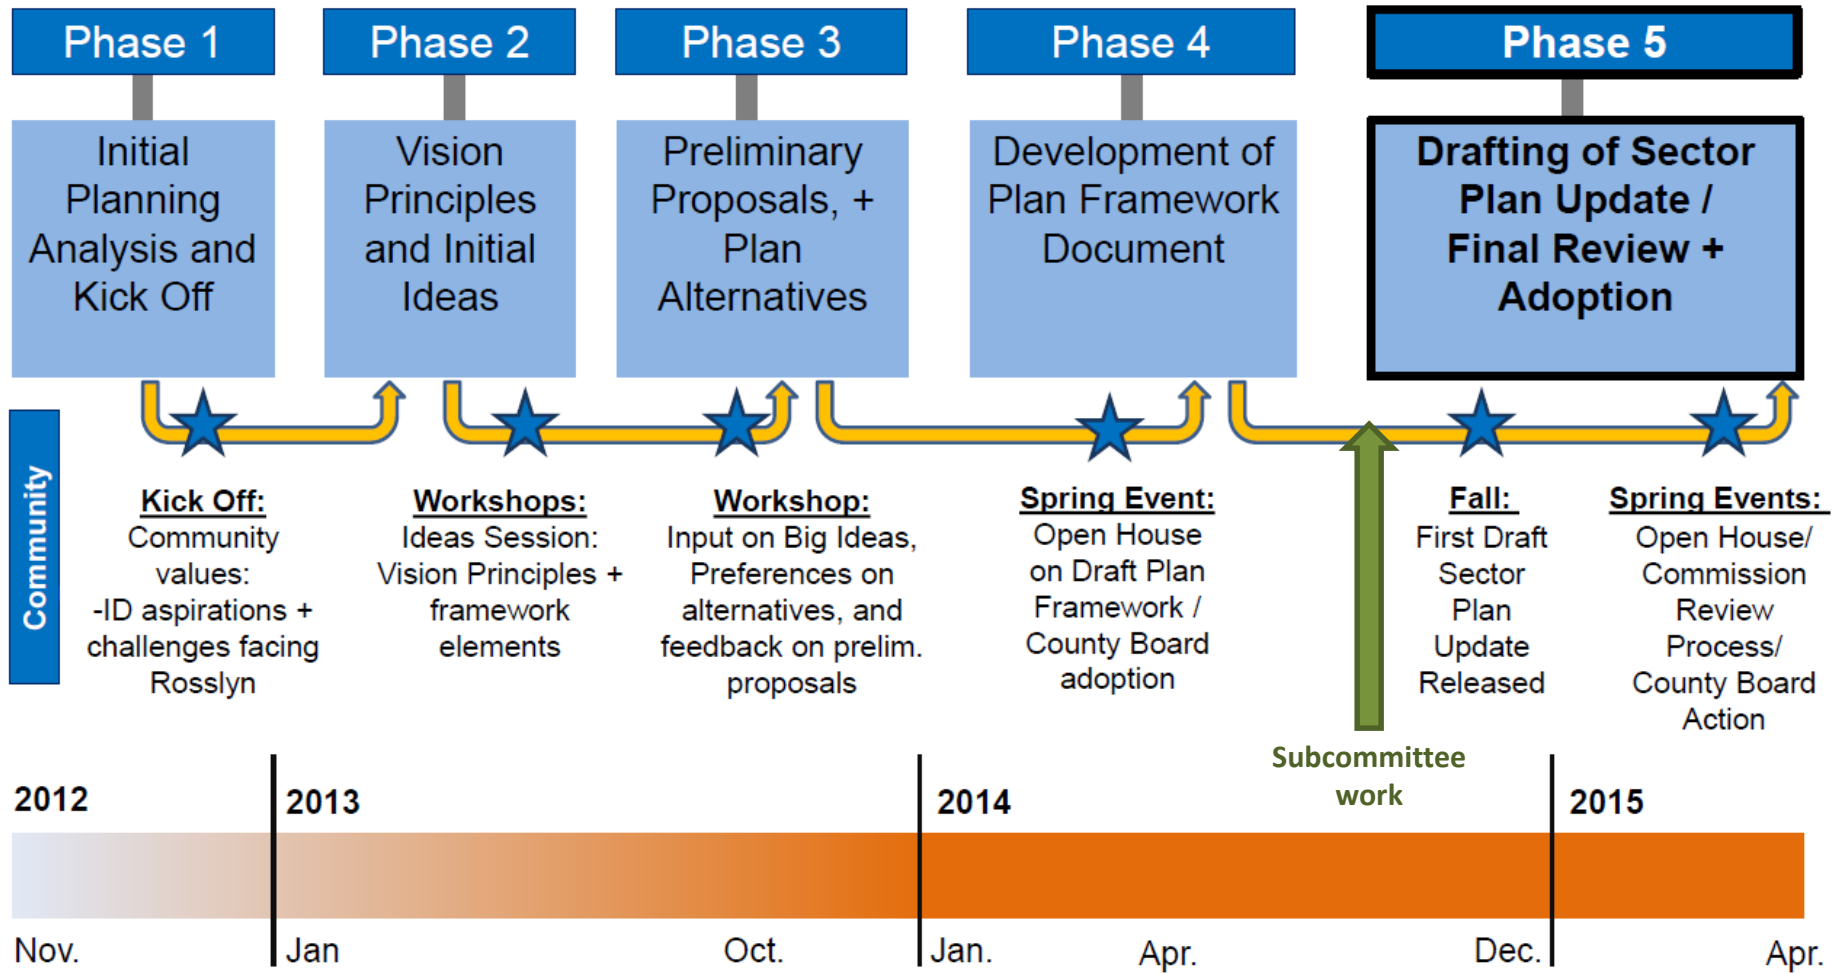 Phase 1
Initial
Planning
Analysis and
Kick Off
Phase 2
Vision
Principles
and Initial
Ideas
Phase 3
Preliminary
Proposals, +
Plan
Alternatives
Phase 4
Development of
Plan Framework
Document
Phase 5
Drafting of Sector
Plan Update /
Final Review +
Adoption
Community
Kick Off:
Community
values:
-ID aspirations +
challenges facing
Rosslyn
Workshops:
Ideas Session:
Vision Principles +
framework
elements
Workshop:
Input on Big Ideas,
Preferences on
alternatives, and
feedback on prelim.
proposals
Spring Event:
Open House
on Draft Plan
Framework /
County Board
adoption
Subcommittee
work
Fall:
First Draft
Sector
Plan
Update
Released
Spring Events:
Open House/
Commission
Review
Process/
County Board
Action
2012
2013
2014
2015
Nov.
Jan
Oct.
Jan.
Apr.
Dec.
Apr.